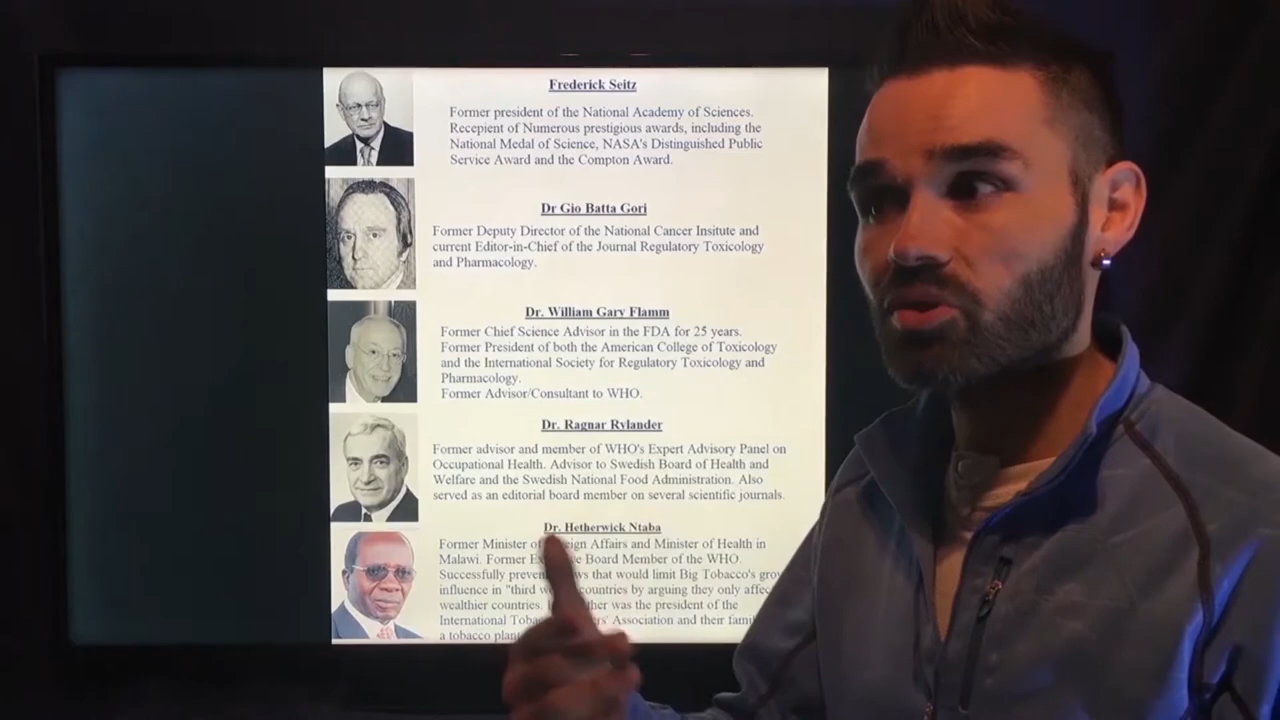 Frederick Seitz
Former president of the National Academy of Sciences.
Recepient of Numerous prestigious awards, including the
National Medal of Science, NASA's Distinguished Public
Service Award and the Compton Award.
Dr Gio Batta Gori
Former Deputy Director of the National Cancer Insitute and
current Editor-in-Chief of the Journal Regulatory Toxicology
and Pharmacology.
Dr. William Gary Flamm
Former Chief Science Advisor in the FDA for 25 years.
Former President of both the American College of Toxicology
and the International Society for Regulatory Toxicology and
Pharmacology.
Former Advisor/Consultant to WHO.
Dr. Ragnar Rylander
Former advisor and member of WHO's Expert Advisory Panel on
Occupational Health. Advisor to Swedish Board of Health and
Welfare and the Swedish National Food Administration. Also
served as an editorial board member on several scientific journals.
Dr. Hetherwick Ntaba
Former Minister of Affairs and Minister of Health in
Malawi. Former Board Member of the WHO.
Successfully that would limit Big Tobacco's
influence in "third countries by arguing they only
wealthier countries. was the president of the
International Association and their
a tobacco